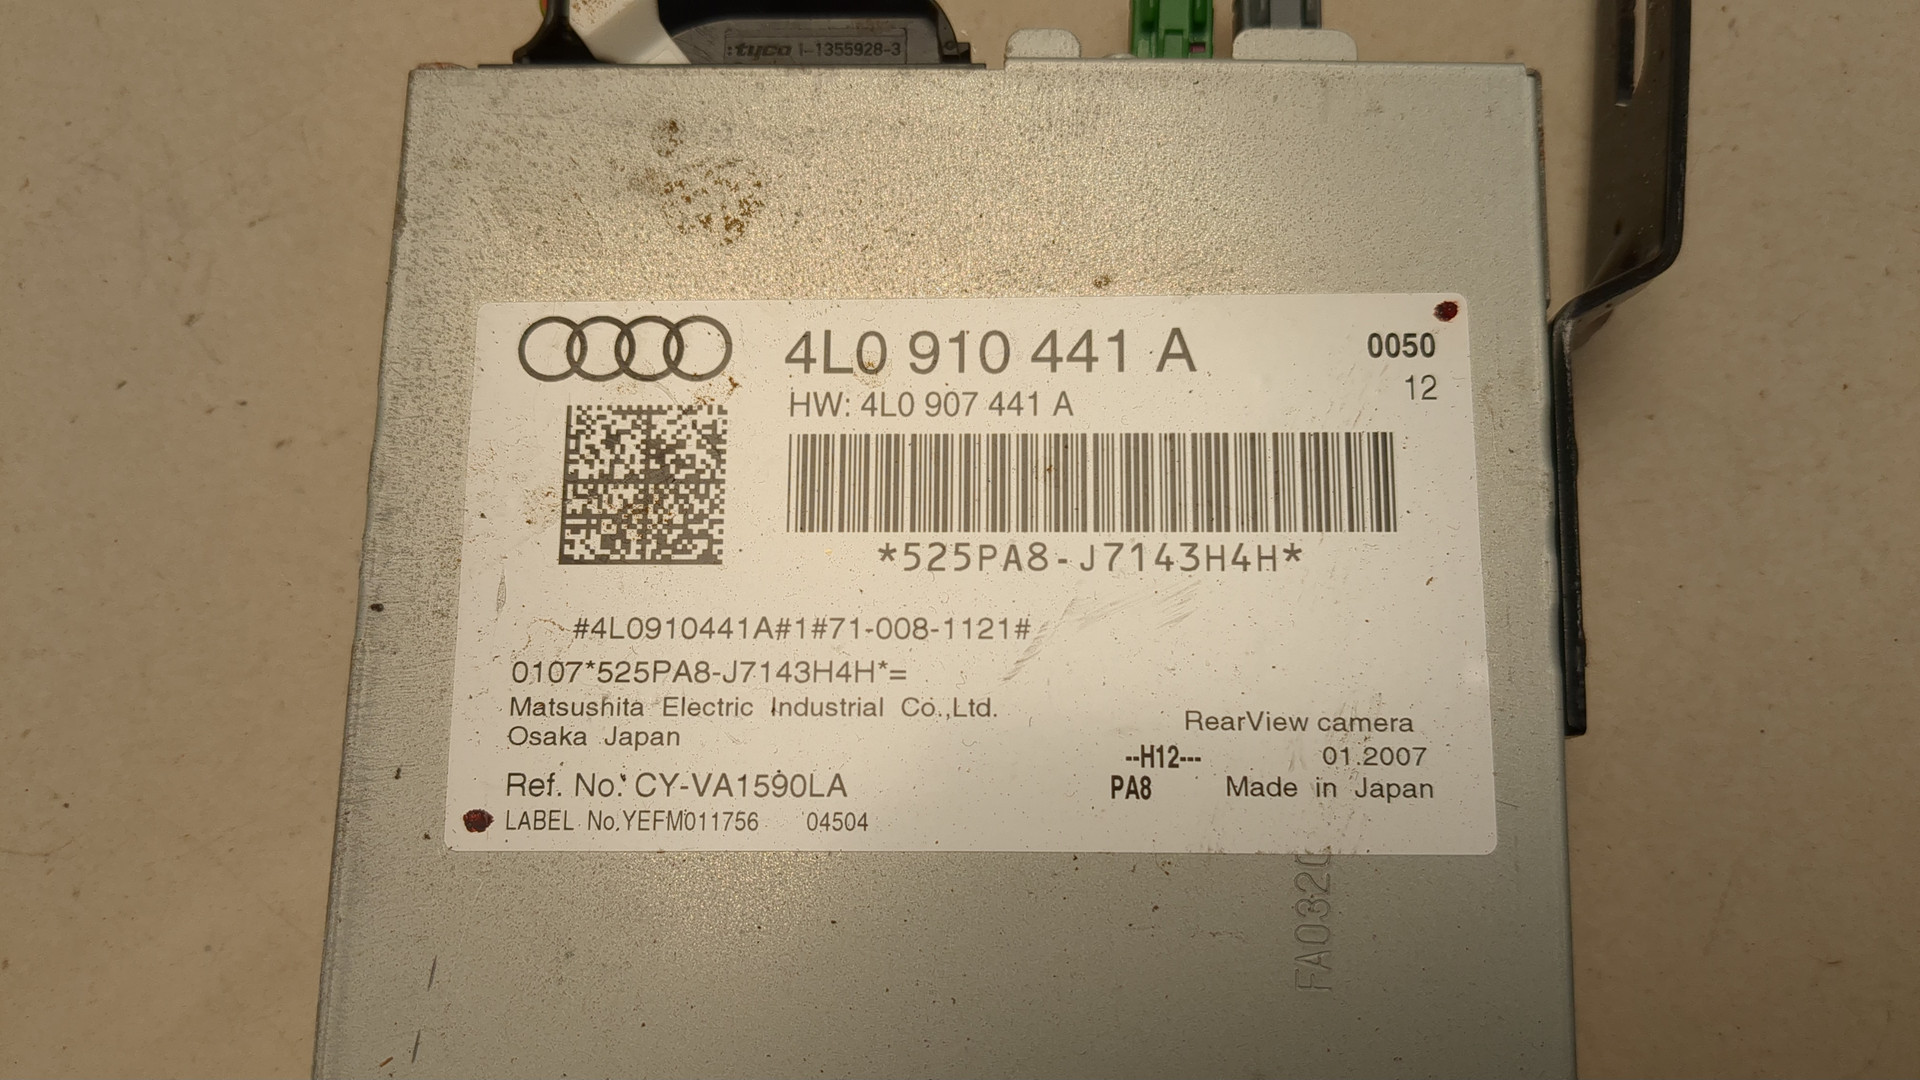 tyco 1-1355928-3
4L0 910 441 A
0050
HW: 4L0 907 441 A
12
*525PA8-J7143H4H*
#4L0910441A#1#71-008-1121#
0107*525PA8-J7143H4H*=
Matsushita Electric Industrial Co.,Ltd.
Osaka Japan
RearView camera
--H12---
01.2007
Ref. No. CY-VA1590LA
PA8
Made in Japan
LABEL No.YEFM011756 04504
FA0320